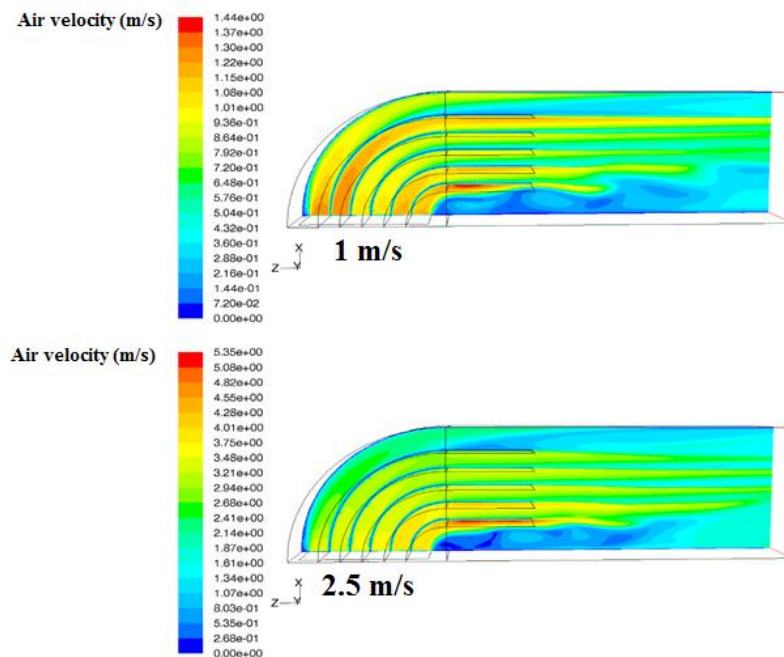 Air velocity (m/s)
1.44e+00
1.37e+00
1.30e+00
1.22e+00
1.15e+00
1.08e+00
1.01e+00
9.36e-01
8.64e-01
7.92e-01
7.20e-01
6.48e-01
5.76e-01
5.04e-01
4.32e-01
3.60e-01
2.88e-01
2.16e-01
1.44e-01
7.20e-02
0.00e+00
X
Z Y
1 m/s
Air velocity (m/s)
5.35e+00
5.08e+00
4.82e+00
4.55e+00
4.28e+00
4.01e+00
3.75e+00
3.48e+00
3.21e+00
2.94e+00
2.68e+00
2.41e+00
2.14e+00
1.87e+00
1.61e+00
1.34e+00
1.07e+00
8.03e-01
5.35e-01
2.68e-01
0.00e+00
X
Z Y
2.5 m/s